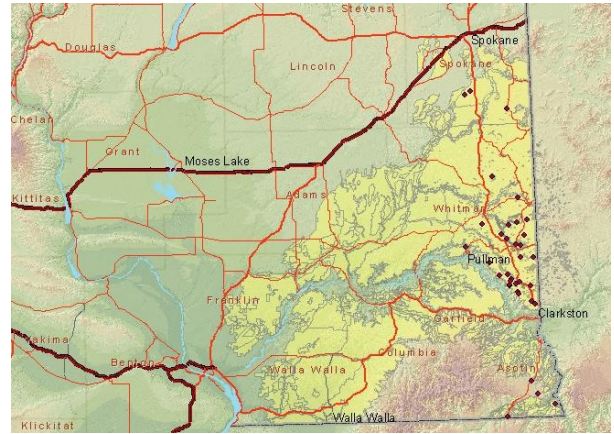 Stevens
Spokane
Douglas
Spokane
Lincoln
Chelan
Grant
Moses Lake
Kittitas
Adams
Whitman
Pullman
Franklin
Clarkston
Garfield
Yakima
Columbia
Benton
Walla Walla
Asotin
Walla Walla
Klickitat